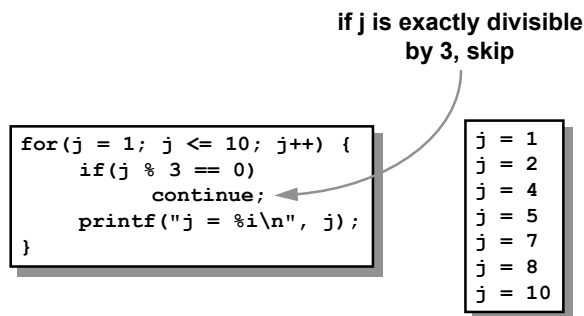 if j is exactly divisible
by 3, skip
for(j = 1; j <= 10; j++) {
if(j % 3 == 0)
continue;
printf("j = %i\n", j);
}
j = 1
j = 2
j = 4
j = 5
j = 7
j = 8
j = 10